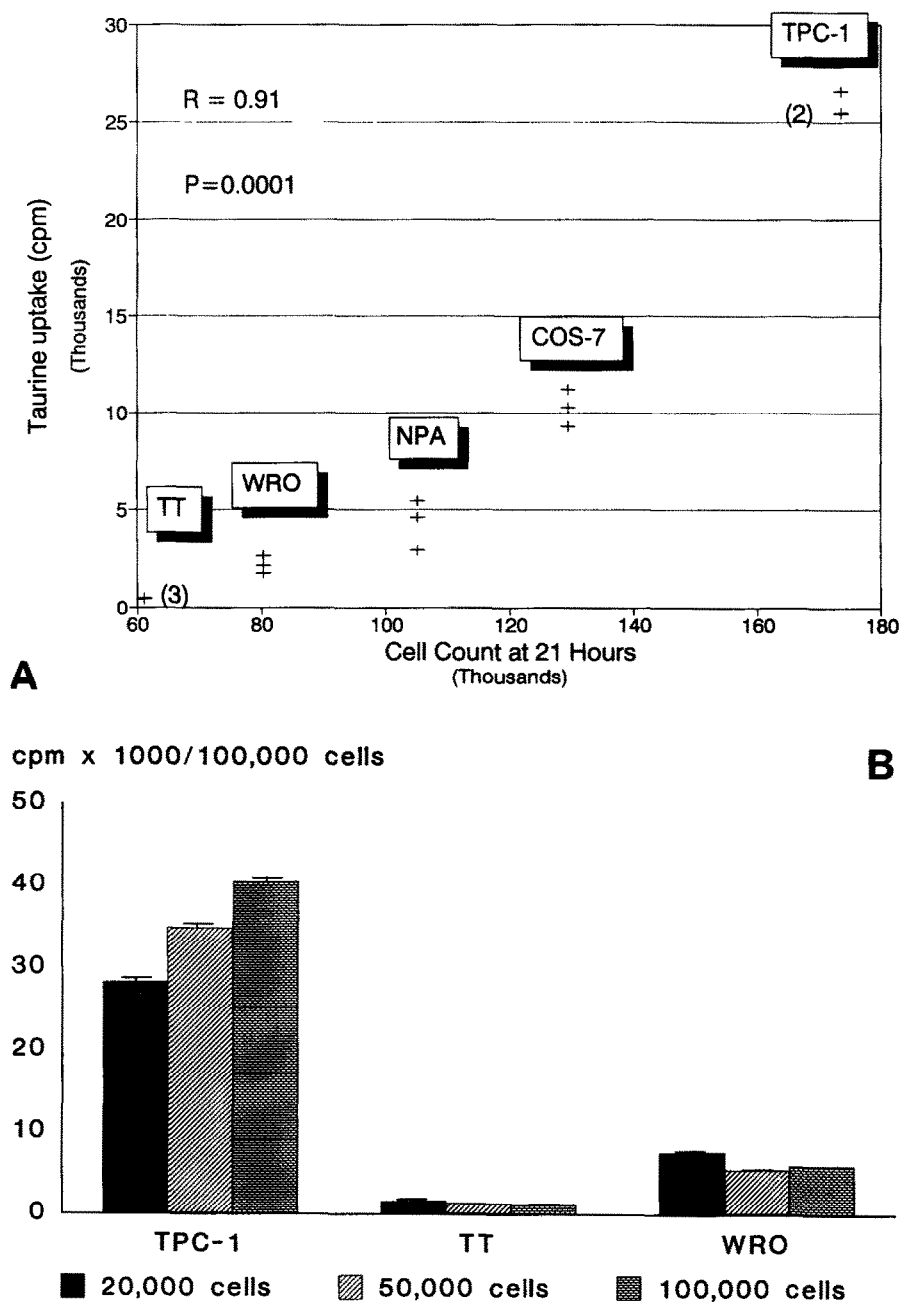 30
TPC-1
R = 0.91
25
(2)
P=0.0001
20
Taurine uptake (cpm)
(Thousands)
15
COS-7
10
NPA
WRO
TT
5
(3)
0
60 80 100 120 140 160 180
Cell Count at 21 Hours
(Thousands)
A
cpm x 1000/100,000 cells
B
50
40
30
20
10
0
TPC-1 TT WRO
20,000 cells 50,000 cells 100,000 cells